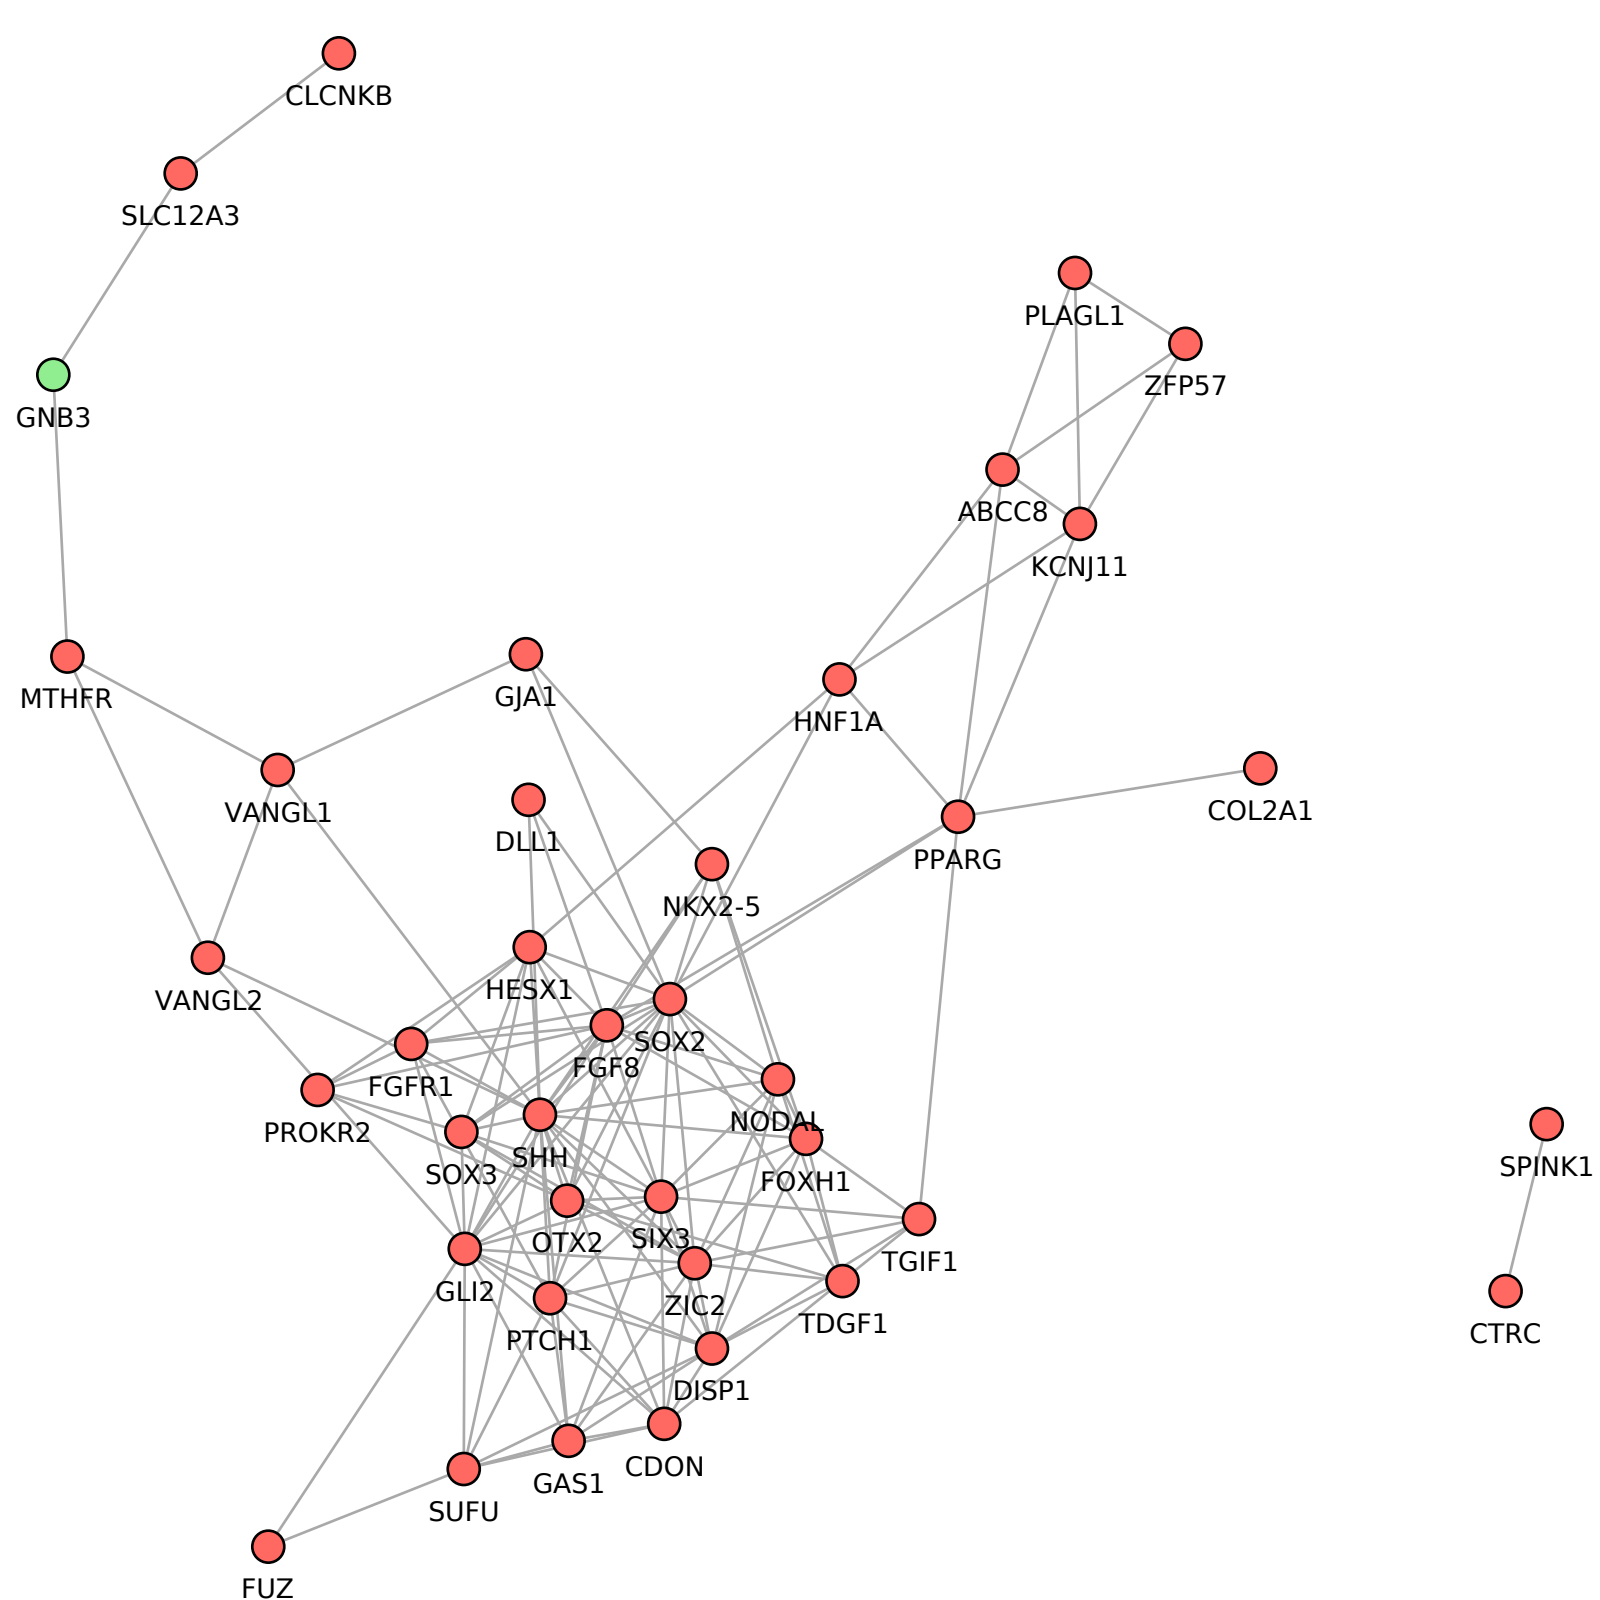 CLCNKB
SLC12A3
PLAGL1
ZFP57
GNB3
ABCC8
KCNJ11
MTHFR
GJA1
HNF1A
COL2A1
VANGL1
DLL1
PPARG
NKX2-5
HESX1
VANGL2
SOX2
FGF8
FGFR1
NODAL
PROKR2
SHH
SPINK1
SOX3
FOXH1
SIX3
OTX2
TGIF1
GLI2
ZIC2
TDGF1
CTRC
PTCH1
DISP1
CDON
GAS1
SUFU
FUZ